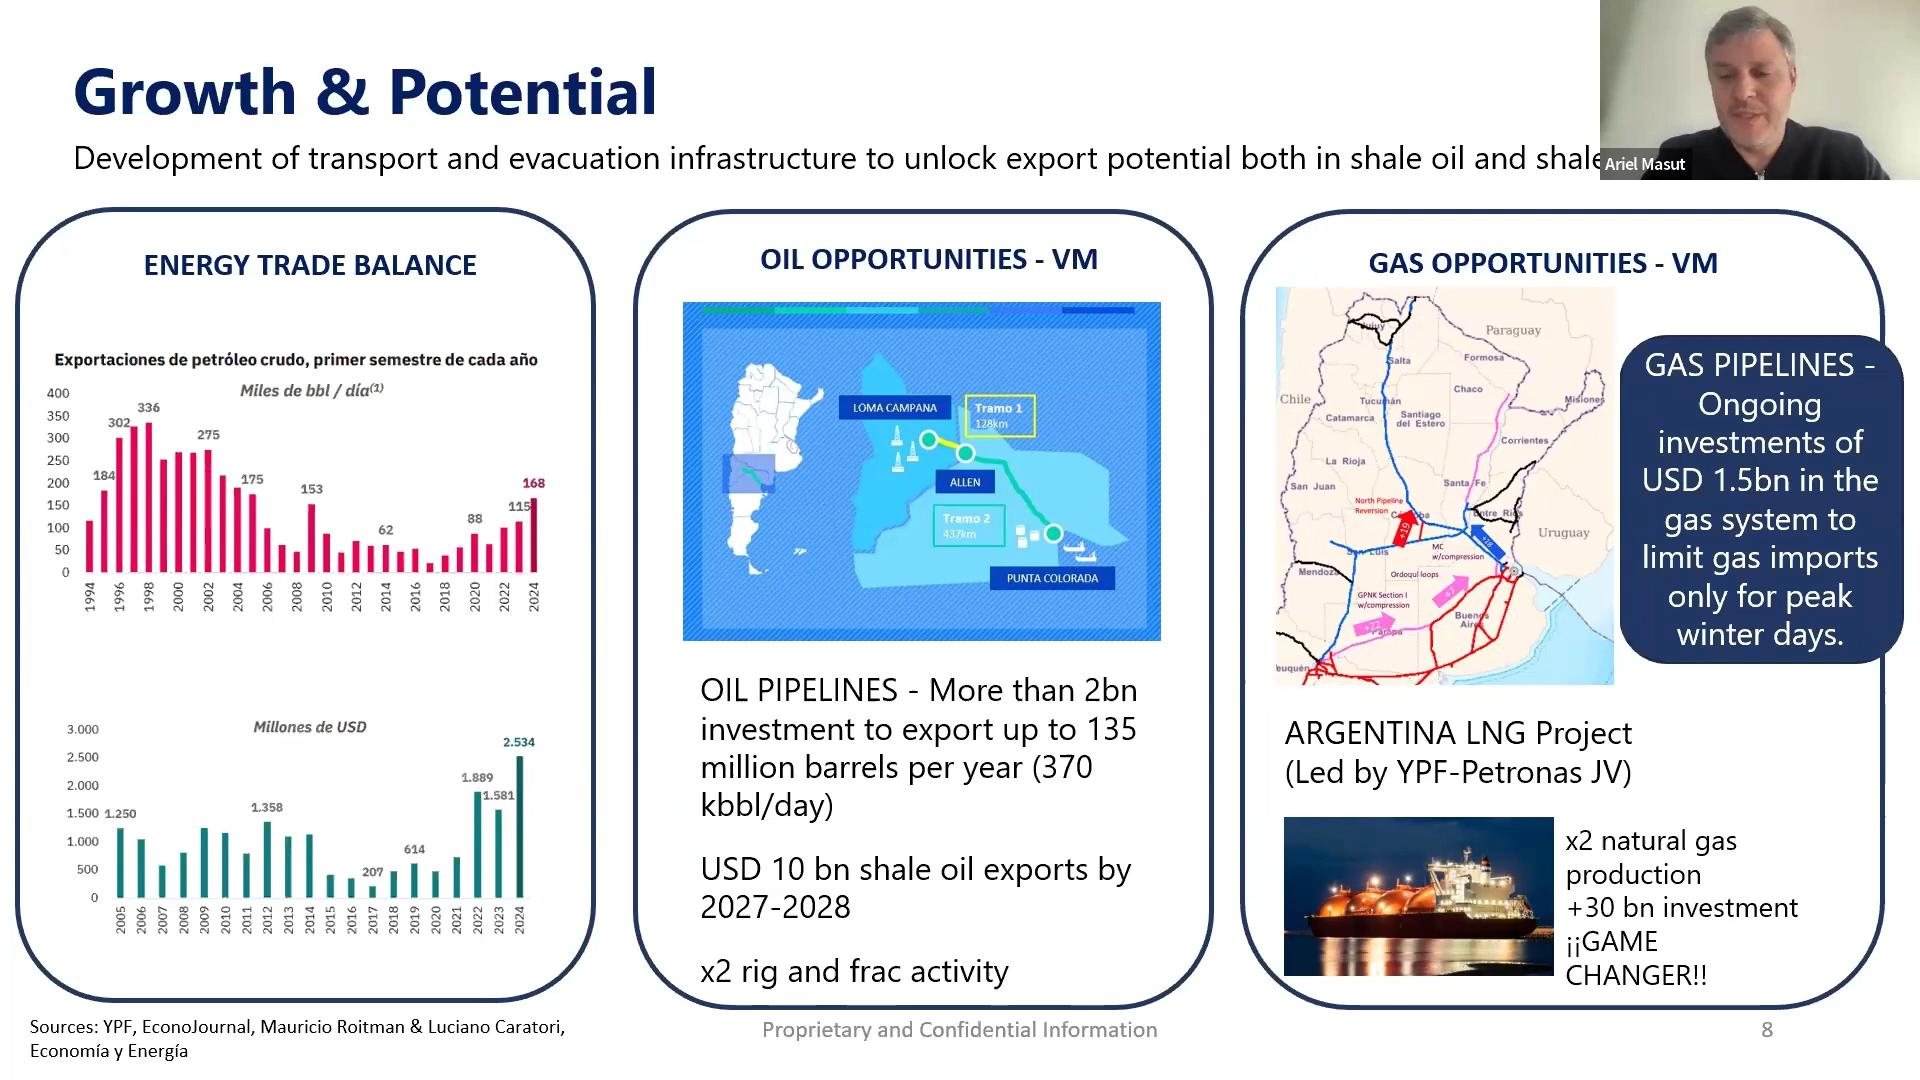 Growth & Potential
Development of transport and evacuation infrastructure to unlock export potential both in shale oil and shale
Ariel Masut
ENERGY TRADE BALANCE
Exportaciones de petróleo crudo, primer semestre de cada año
Miles de bbl / día(1)
400
350
300
250
200
150
100
50
0
184
302
336
275
175
153
62
88
115
168
1994
1996
1998
2000
2002
2004
2006
2008
2010
2012
2014
2016
2018
2020
2022
2024
Millones de USD
3.000
2.500
2.000
1.500
1.000
500
0
1.250
1.358
207
614
1.889
1.581
2.534
2005
2006
2007
2008
2009
2010
2011
2012
2013
2014
2015
2016
2017
2018
2019
2020
2021
2022
2023
2024
OIL OPPORTUNITIES - VM
LOMA CAMPANA
Tramo 1
128km
ALLEN
Tramo 2
437km
PUNTA COLORADA
OIL PIPELINES - More than 2bn
investment to export up to 135
million barrels per year (370
kbbl/day)
USD 10 bn shale oil exports by
2027-2028
x2 rig and frac activity
GAS OPPORTUNITIES - VM
Paraguay
Jujuy
Salta
Formosa
Chaco
Chile
Tucumán
Misiones
Catamarca
Santiago
del Estero
Corrientes
La Rioja
San Juan
Santa Fe
North Pipeline
Reversion
Entre Ríos
+19
Uruguay
San Luis
MC
w/compression
Mendoza
Ordoqui loops
GPNK Section I
w/compression
+22
Pampa
Buenos
Aires
euquén
GAS PIPELINES -
Ongoing
investments of
USD 1.5bn in the
gas system to
limit gas imports
only for peak
winter days.
ARGENTINA LNG Project
(Led by YPF-Petronas JV)
x2 natural gas
production
+30 bn investment
¡¡GAME
CHANGER!!
Sources: YPF, EconoJournal, Mauricio Roitman & Luciano Caratori,
Economía y Energía
Proprietary and Confidential Information
8